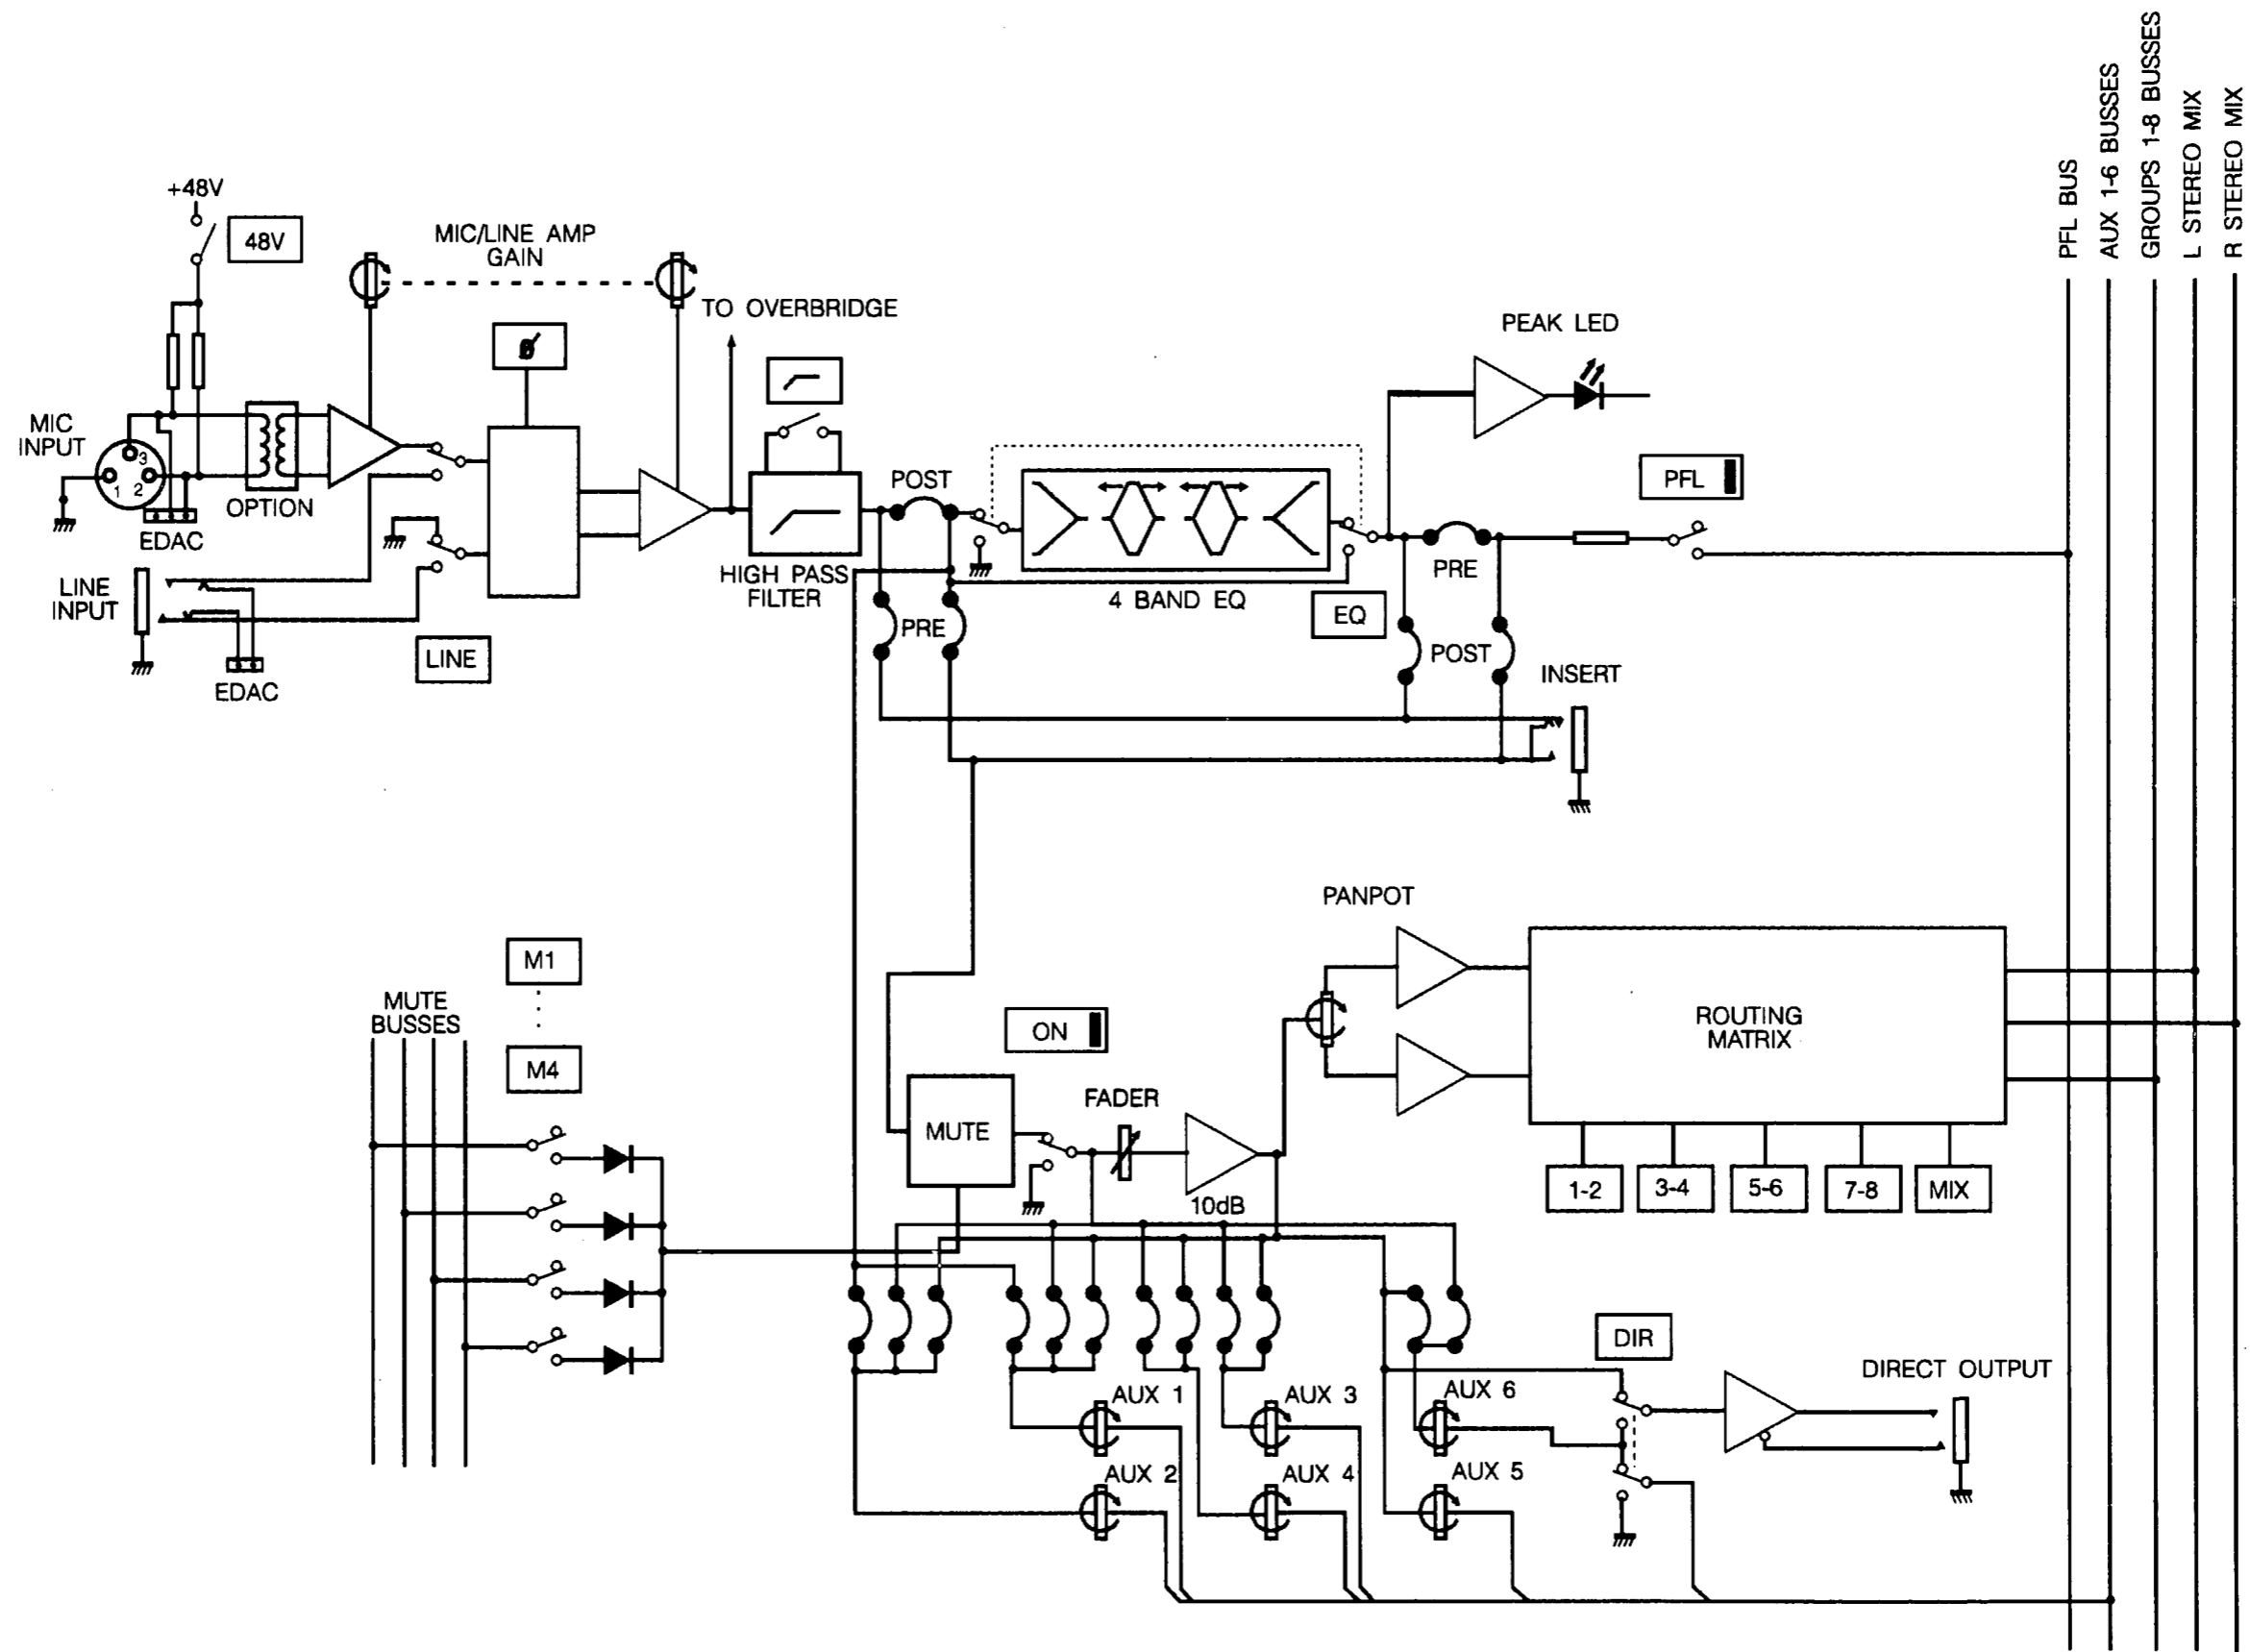 PFL BUS
AUX 1-6 BUSSES
GROUPS 1-8 BUSSES
L STEREO MIX
R STEREO MIX
+48V
48V
MIC/LINE AMP
GAIN
TO OVERBRIDGE
PEAK LED
ø
MIC
INPUT
3
1
2
OPTION
EDAC
POST
PFL
HIGH PASS
FILTER
4 BAND EQ
PRE
LINE
INPUT
EQ
PRE
LINE
POST
EDAC
INSERT
PANPOT
M1
MUTE
BUSSES
M4
ON
ROUTING
MATRIX
FADER
MUTE
10dB
1-2
3-4
5-6
7-8
MIX
DIR
DIRECT OUTPUT
AUX 1
AUX 3
AUX 6
AUX 2
AUX 4
AUX 5